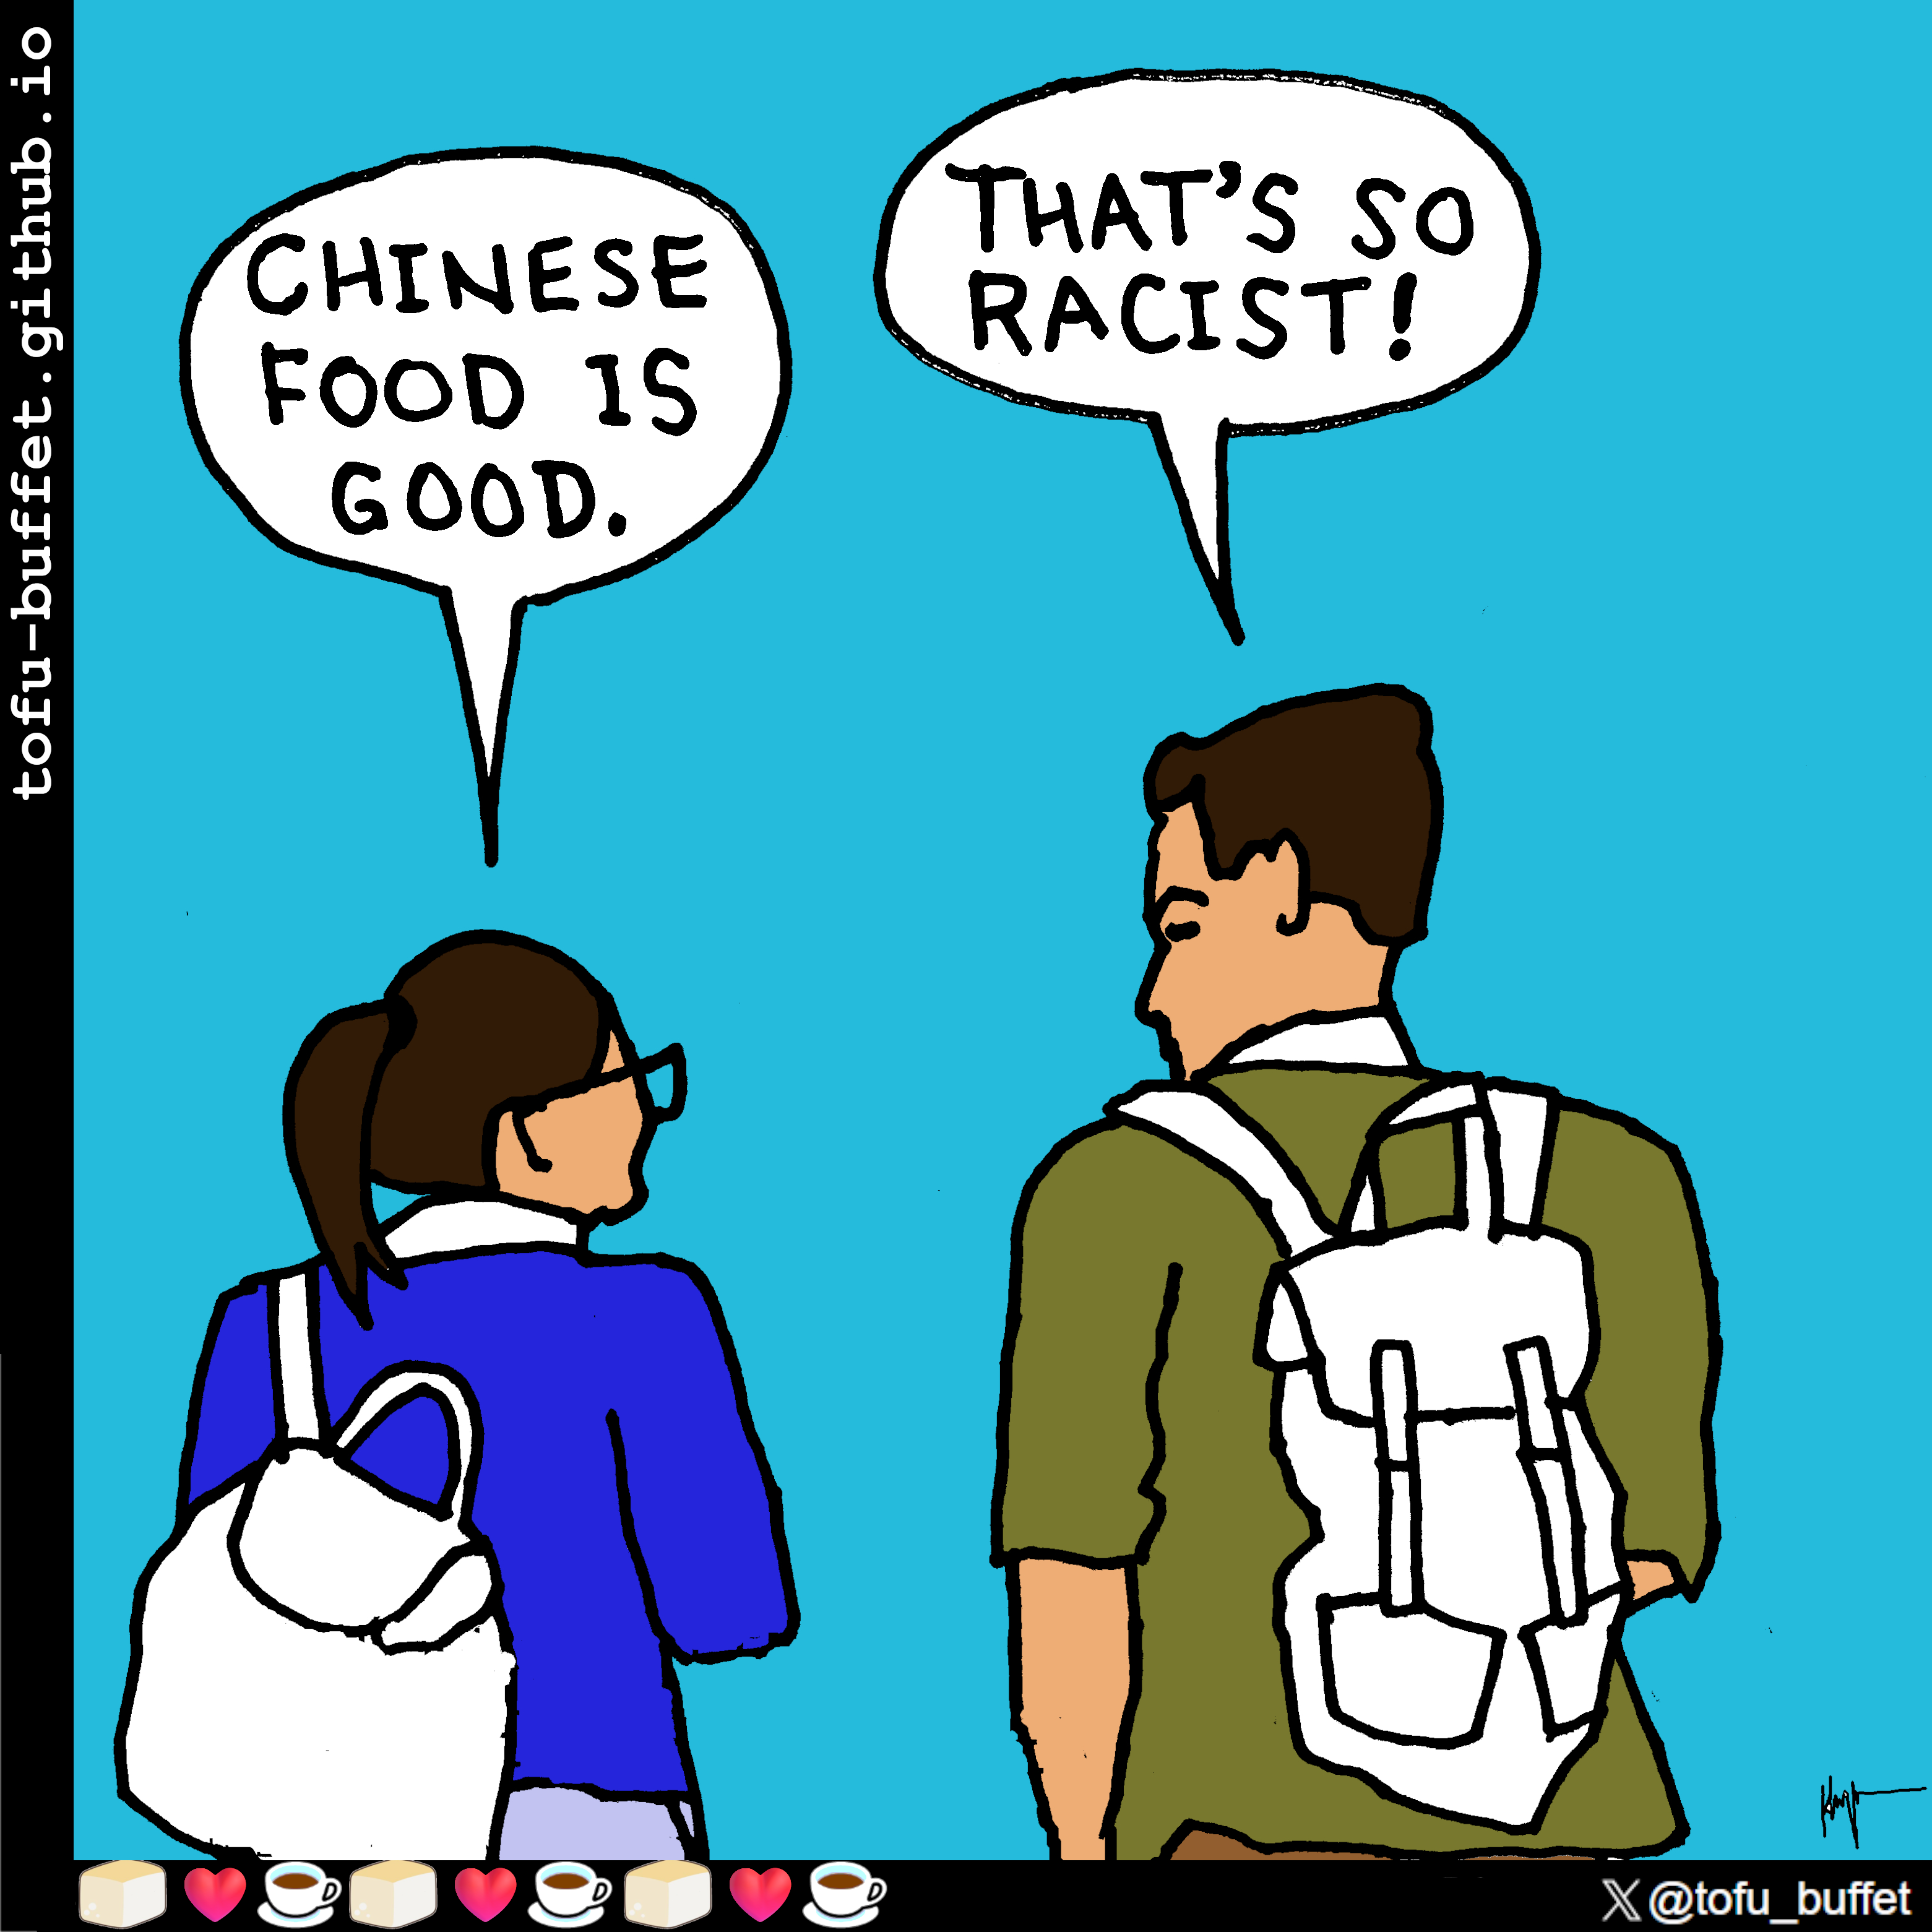 tofu-buffet.github.io
CHINESE
FOOD IS
GOOD.
THAT'S SO
RACIST!
X @tofu_buffet